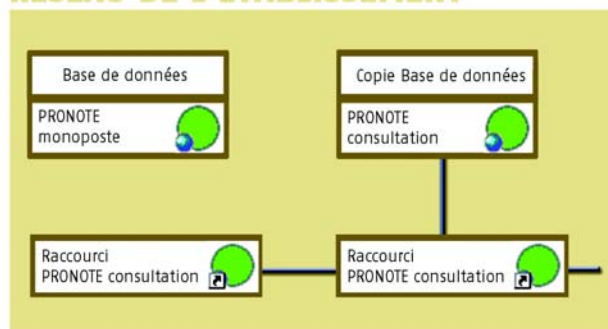 Base de données
PRONOTE
monoposte
Copie Base de données
PRONOTE
consultation
Raccourci
PRONOTE consultation
Raccourci
PRONOTE consultation